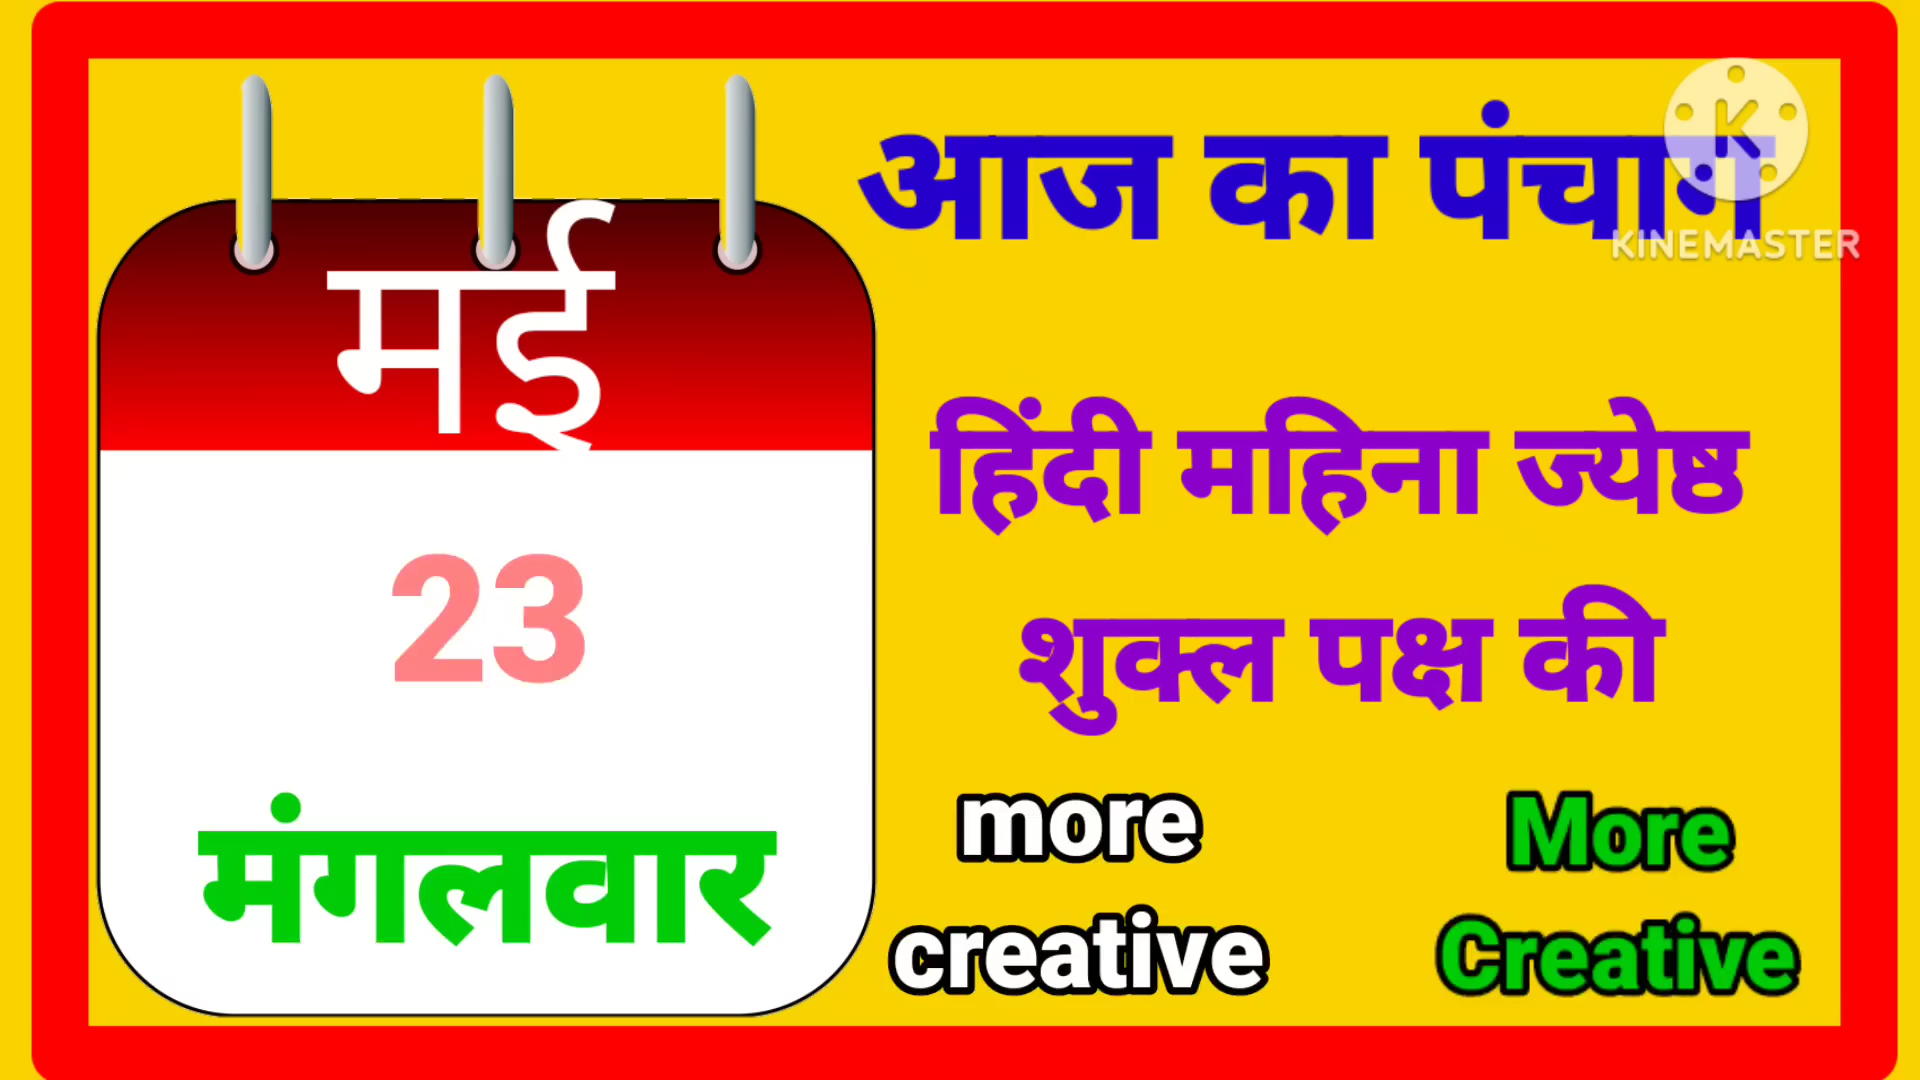 मई
23
मंगलवार
आज का पंचाग
KINEMASTER
हिंदी महिना ज्येष्ठ
शुक्ल पक्ष की
more
creative
More
Creative